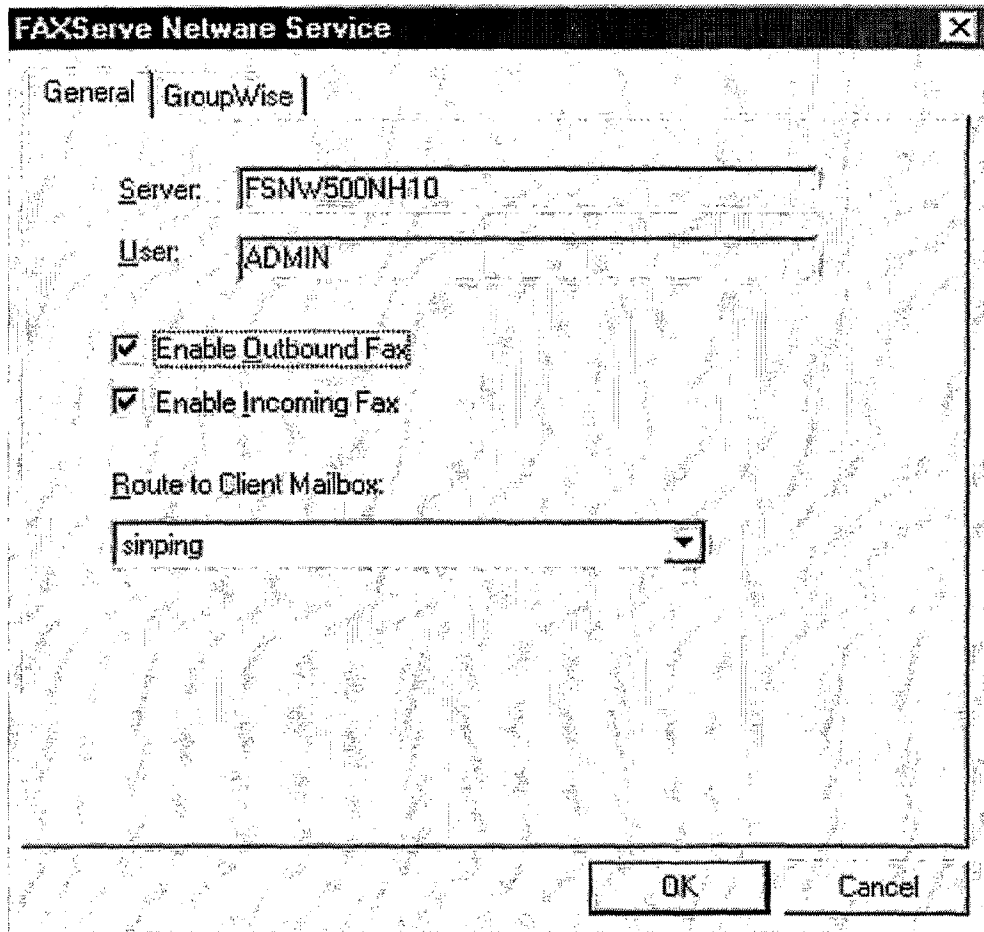 FAXServe Netware Service
General GroupWise
Server: FSNW500NH10
User: ADMIN
Enable Outbound Fax
Enable Incoming Fax
Route to Client Mailbox:
sinping
OK Cancel